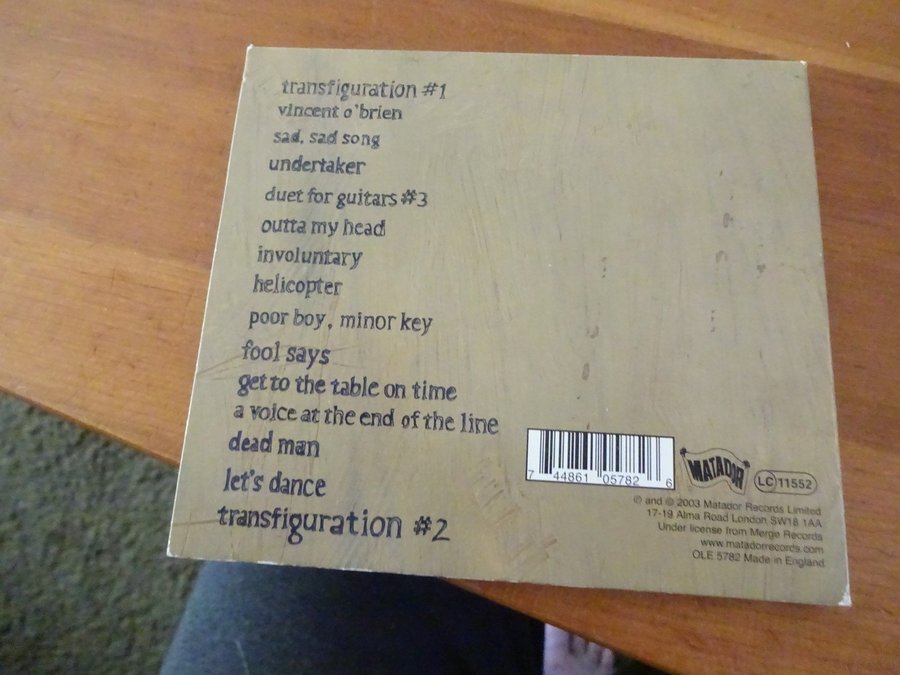 transfiguration #1
vincent o'brien
sad, sad song
undertaker
duet for guitars #3
outta my head
involuntary
helicopter
poor boy, minor key
fool says
get to the table on time
a voice at the end of the line
dead man
let's dance
transfiguration #2
7 44861 05782 6
MATADOR
LC 11552
℗ and © 2003 Matador Records Limited
17-19 Alma Road London SW18 1AA
Under license from Merge Records
www.matadorrecords.com
OLE 5782 Made in England